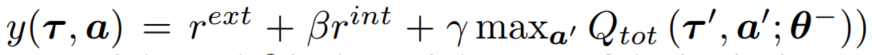 y(τ, a) = r^{ext} + βr^{int} + γ max_{a′} Q_{tot} (τ′, a′; θ⁻))